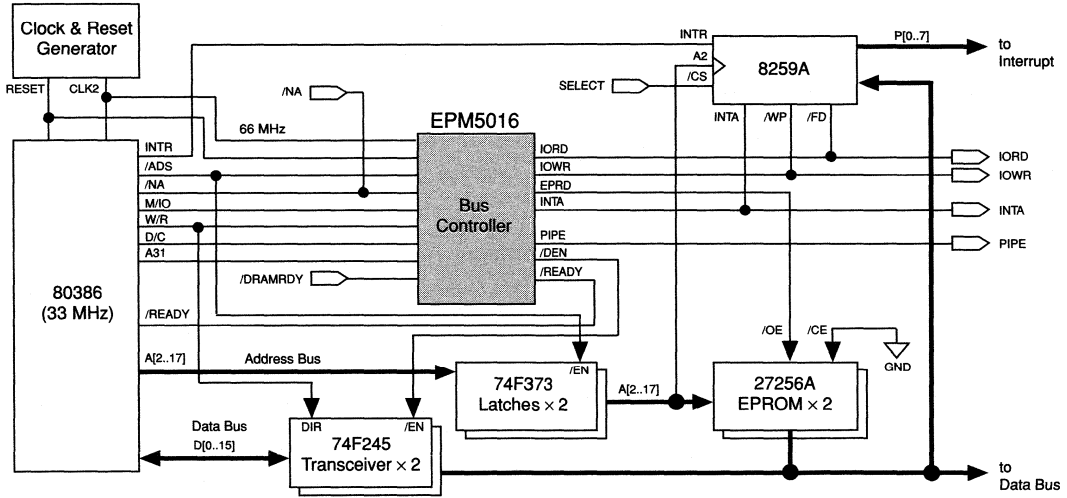 Clock & Reset
Generator
RESET
CLK2
/NA
66 MHz
EPM5016
Bus
Controller
SELECT
INTR
A2
/CS
8259A
INTA
/WP
/FD
P[0..7]
to
Interrupt
INTR
/ADS
/NA
M/IO
W/R
D/C
A31
80386
(33 MHz)
/READY
/DRAMRDY
IORD
IOWR
EPRD
INTA
PIPE
/DEN
/READY
IORD
IOWR
INTA
PIPE
A[2..17]
Address Bus
/EN
74F373
Latches × 2
A[2..17]
/OE
/CE
GND
27256A
EPROM × 2
Data Bus
D[0..15]
DIR
/EN
74F245
Transceiver × 2
to
Data Bus